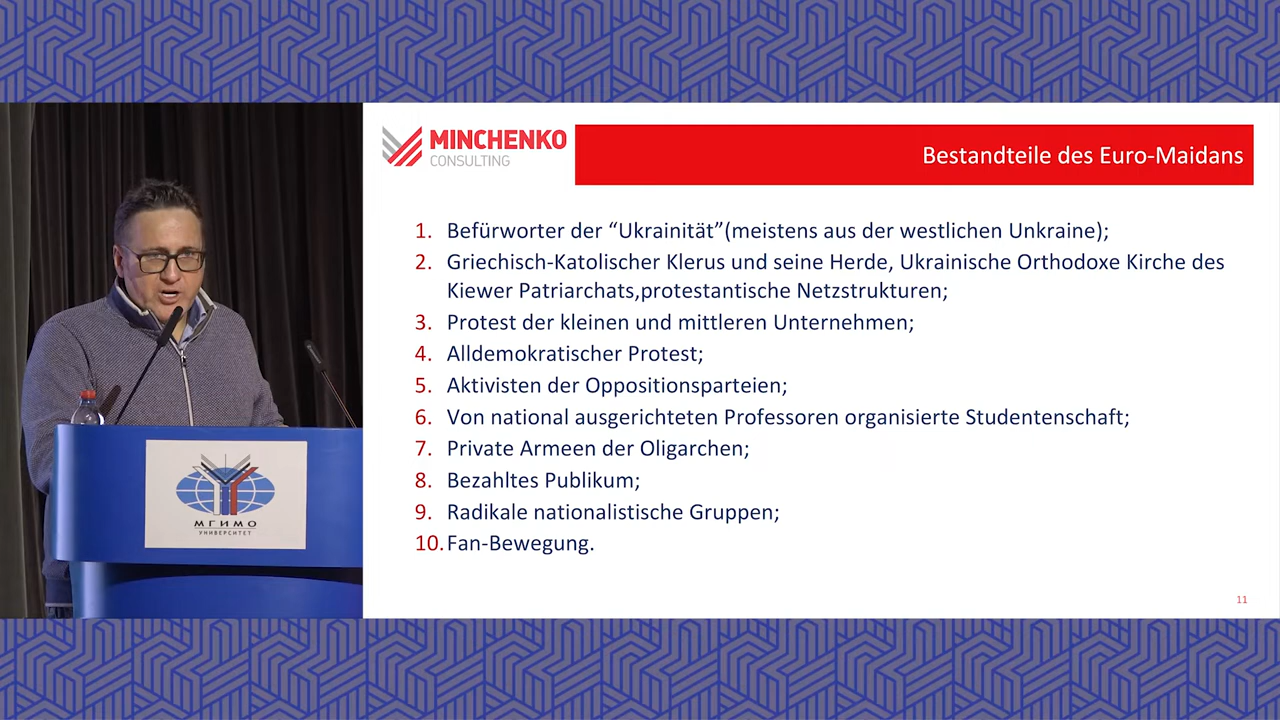 MINCHENKO
CONSULTING
Bestandteile des Euro-Maidans
1. Befürworter der “Ukrainität”(meistens aus der westlichen Unkraine);
2. Griechisch-Katolischer Klerus und seine Herde, Ukrainische Orthodoxe Kirche des
Kiewer Patriarchats,protestantische Netzstrukturen;
3. Protest der kleinen und mittleren Unternehmen;
4. Alldemokratischer Protest;
5. Aktivisten der Oppositionsparteien;
6. Von national ausgerichteten Professoren organisierte Studentenschaft;
7. Private Armeen der Oligarchen;
8. Bezahltes Publikum;
9. Radikale nationalistische Gruppen;
10. Fan-Bewegung.
11
МГИМО
УНИВЕРСИТЕТ